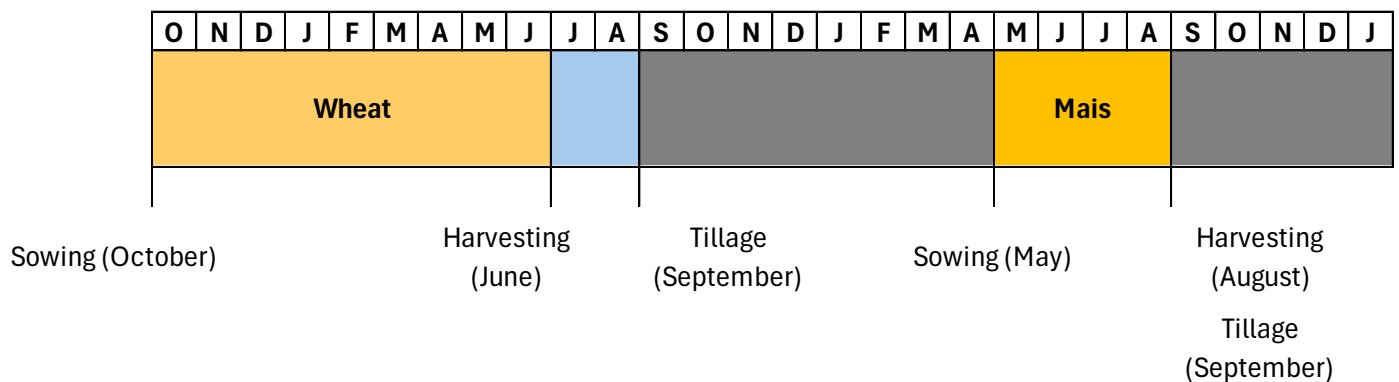 O N D J F M A M J J A S O N D J F M A M J J A S O N D J
Wheat
Mais
Sowing (October)
Harvesting
(June)
Tillage
(September)
Sowing (May)
Harvesting
(August)
Tillage
(September)